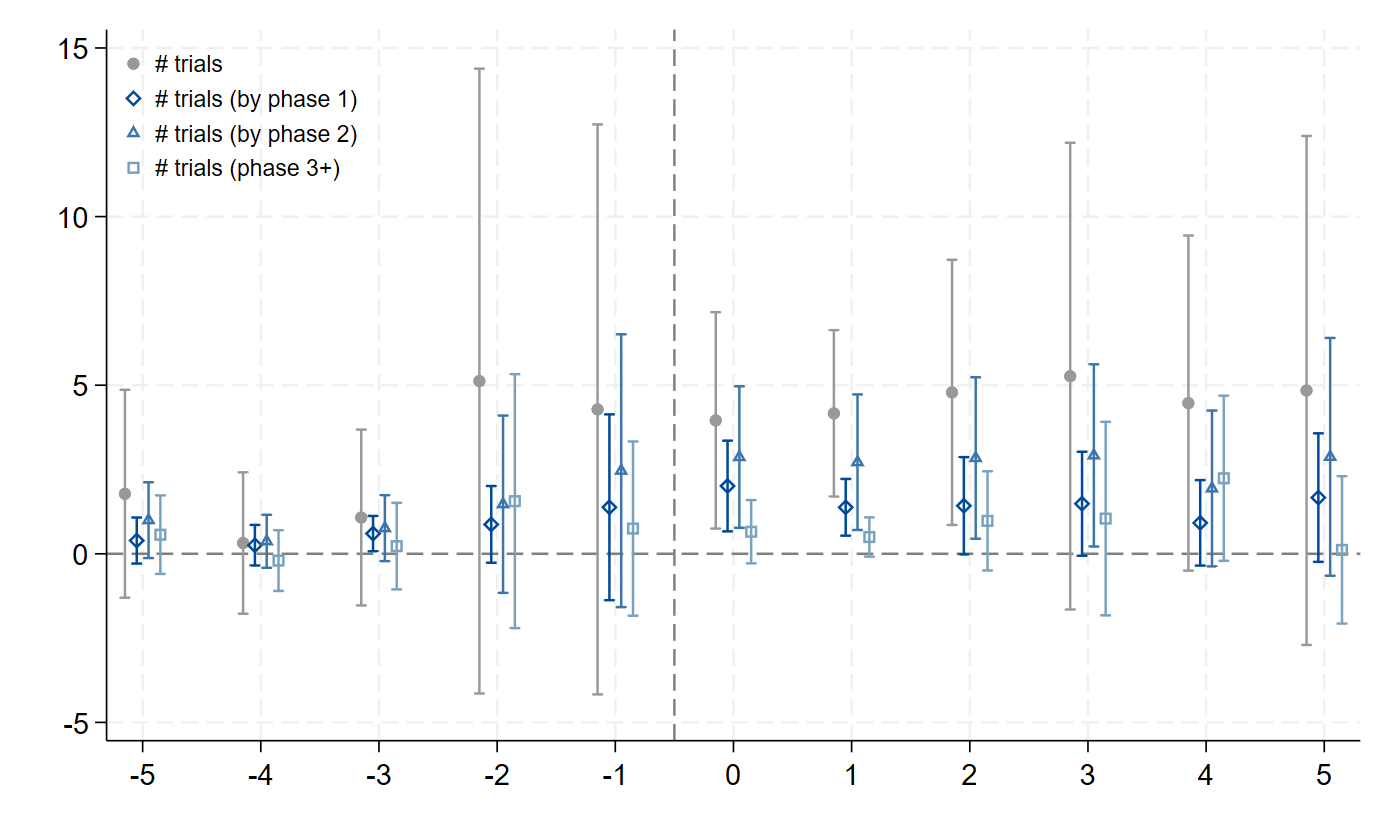 15
# trials
# trials (by phase 1)
# trials (by phase 2)
# trials (phase 3+)
10
5
0
-5
-5 -4 -3 -2 -1 0 1 2 3 4 5